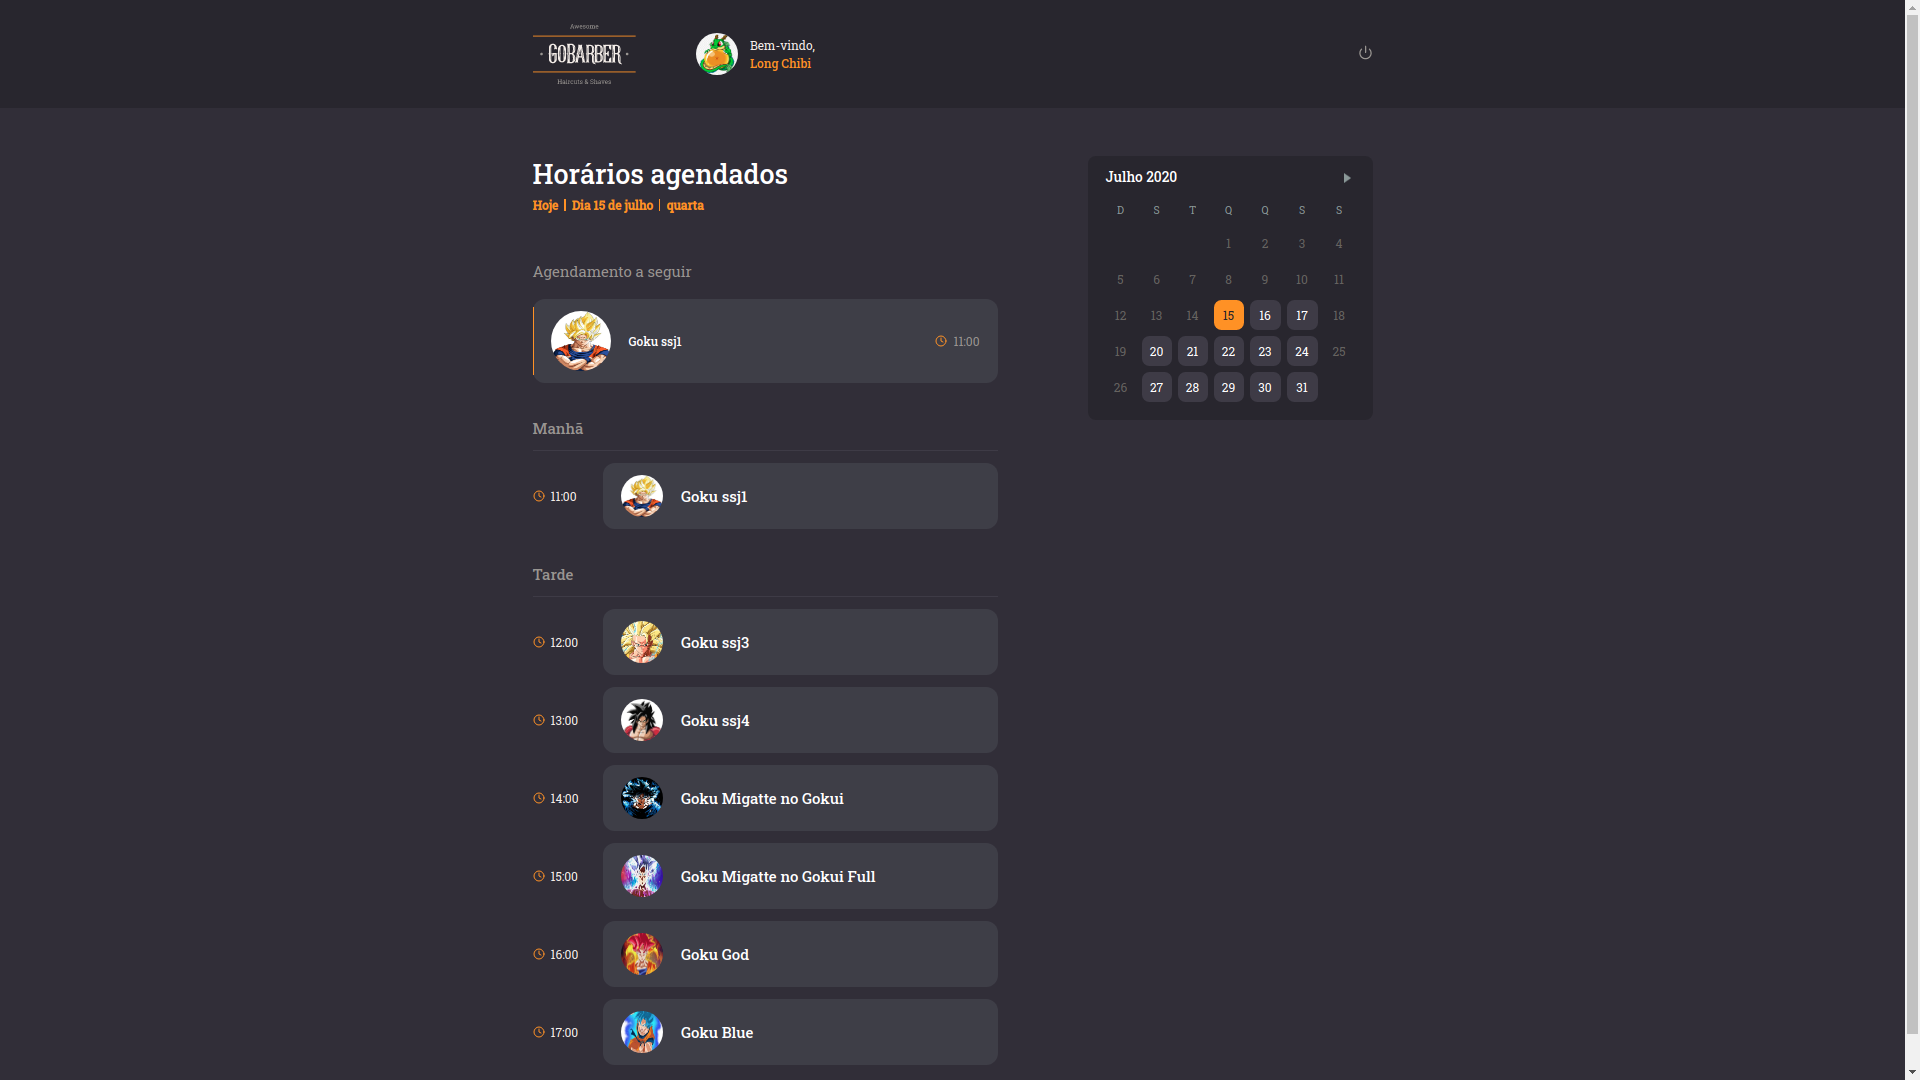 Awesome
GOBARBER
Haircuts & Shaves
Bem-vindo,
Long Chibi
Horários agendados
Hoje | Dia 15 de julho | quarta
Agendamento a seguir
Goku ssj1 11:00
Manhã
11:00 Goku ssj1
Tarde
12:00 Goku ssj3
13:00 Goku ssj4
14:00 Goku Migatte no Gokui
15:00 Goku Migatte no Gokui Full
16:00 Goku God
17:00 Goku Blue
Julho 2020
D S T Q Q S S
1 2 3 4
5 6 7 8 9 10 11
12 13 14 15 16 17 18
19 20 21 22 23 24 25
26 27 28 29 30 31